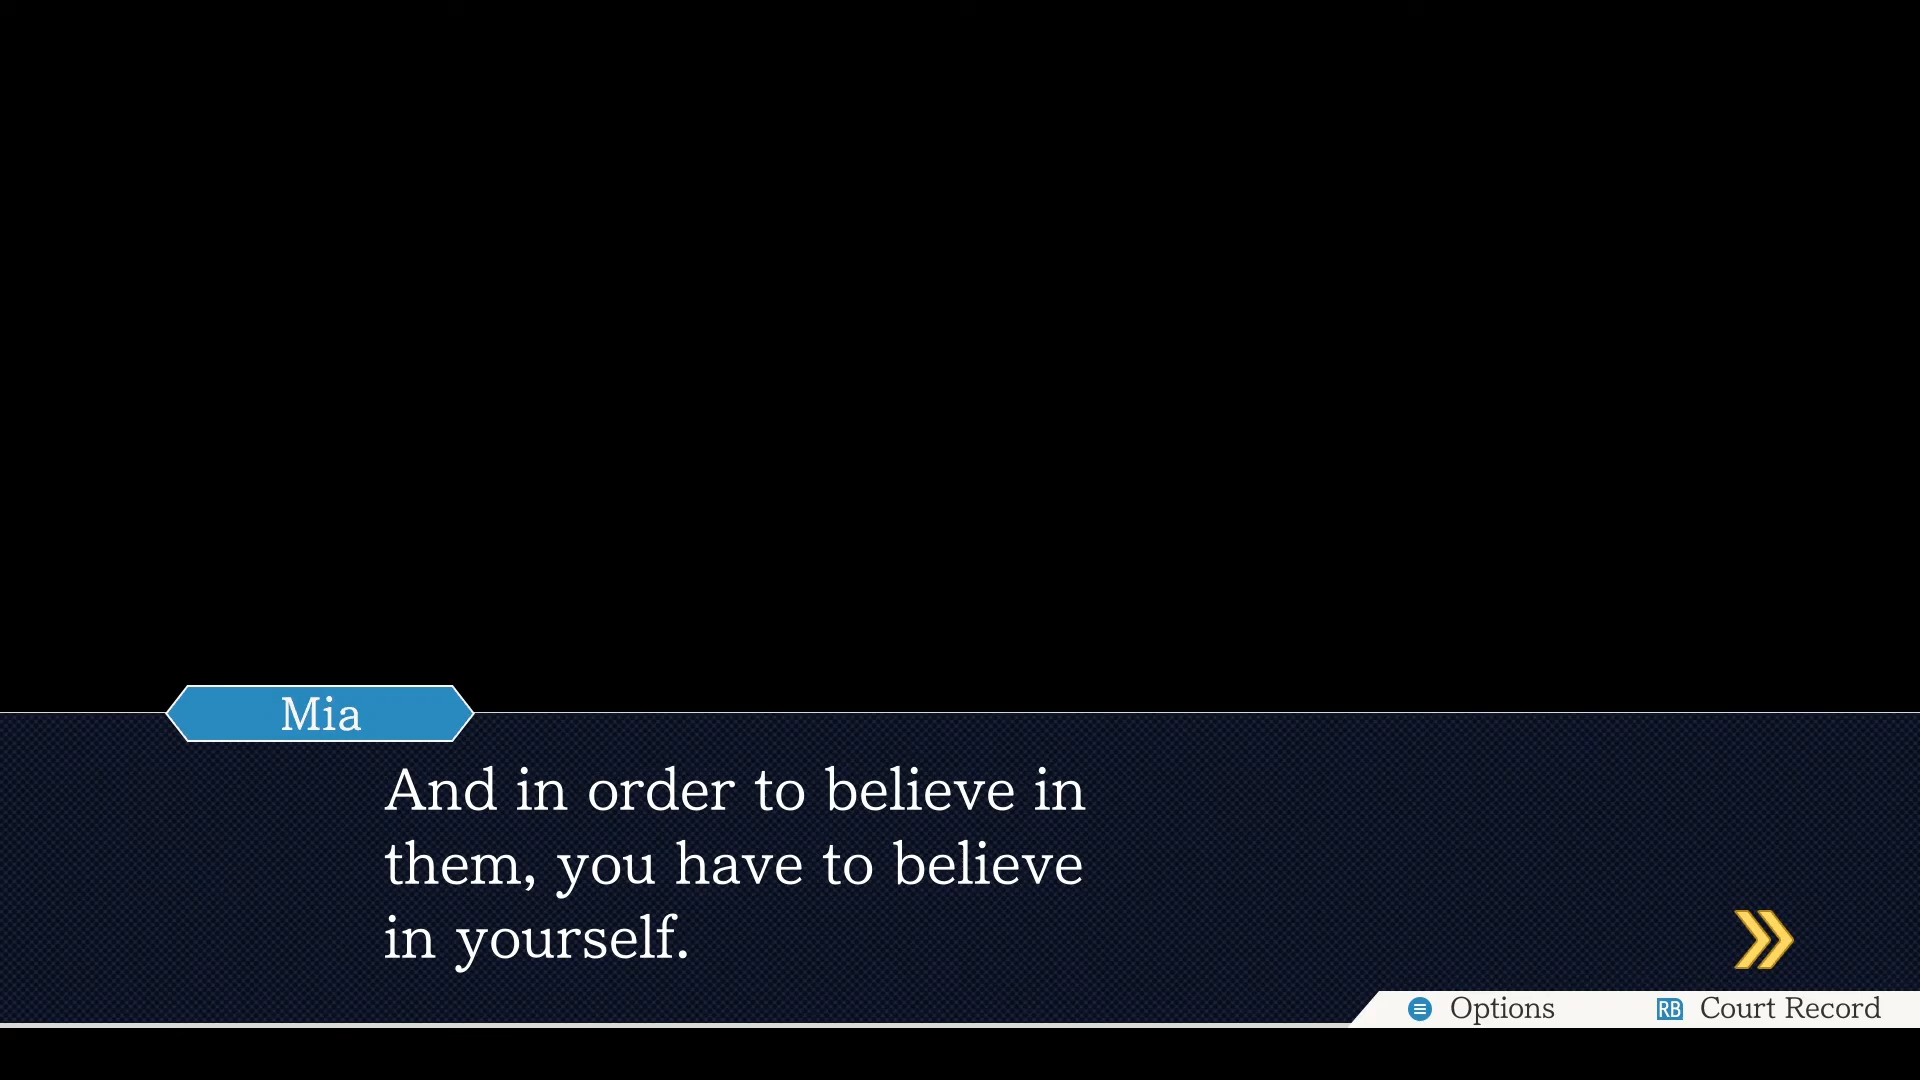 Mia
And in order to believe in
them, you have to believe
in yourself.
Options
RB Court Record